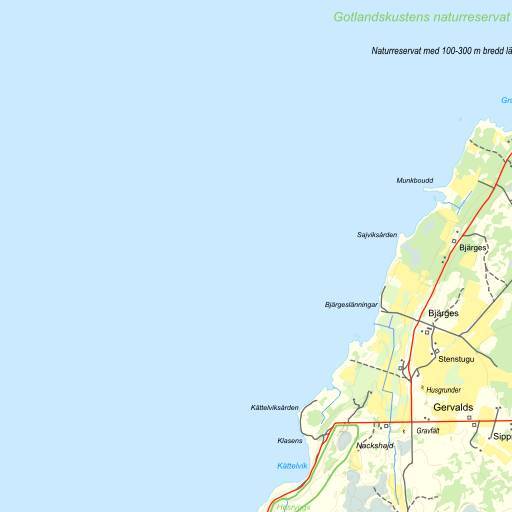 Gotlandskustens naturreservat
Naturreservat med 100-300 m bredd lä
Gr
Munkboudd
Sajviksården
Bjärges
Bjärgeslänningar
Bjärges
Stenstugu
Husgrunder
Kättelviksården
Gervalds
Klasens
Gravfält
Sipp
Nackshajd
Kättelvik